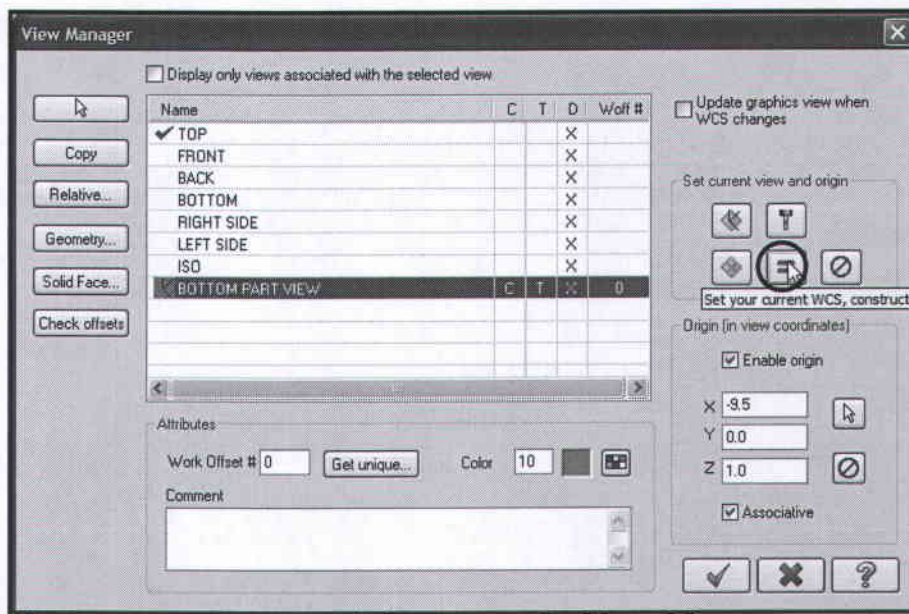 View Manager
Display only views associated with the selected view
Copy
Relative...
Geometry...
Solid Face...
Check offsets
Name C T D Woff #
TOP X
FRONT X
BACK X
BOTTOM X
RIGHT SIDE X
LEFT SIDE X
ISO X
BOTTOM PART VIEW C T X 0
Update graphics view when
WCS changes
Set current view and origin
Set your current WCS, construct
Origin (in view coordinates)
Enable origin
X -9.5
Y 0.0
Z 1.0
Associative
Attributes
Work Offset # 0 Get unique... Color 10
Comment